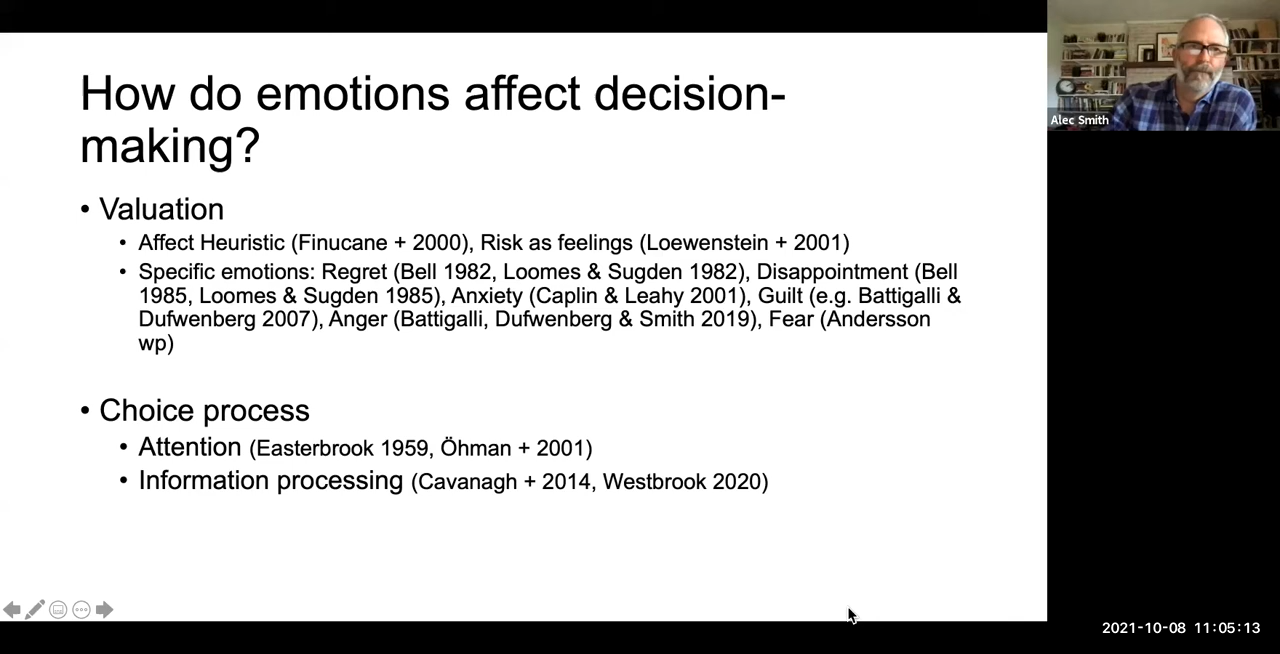 How do emotions affect decision-
making?
• Valuation
• Affect Heuristic (Finucane + 2000), Risk as feelings (Loewenstein + 2001)
• Specific emotions: Regret (Bell 1982, Loomes & Sugden 1982), Disappointment (Bell
1985, Loomes & Sugden 1985), Anxiety (Caplin & Leahy 2001), Guilt (e.g. Battigalli &
Dufwenberg 2007), Anger (Battigalli, Dufwenberg & Smith 2019), Fear (Andersson
wp)
• Choice process
• Attention (Easterbrook 1959, Öhman + 2001)
• Information processing (Cavanagh + 2014, Westbrook 2020)
Alec Smith
2021-10-08 11:05:13